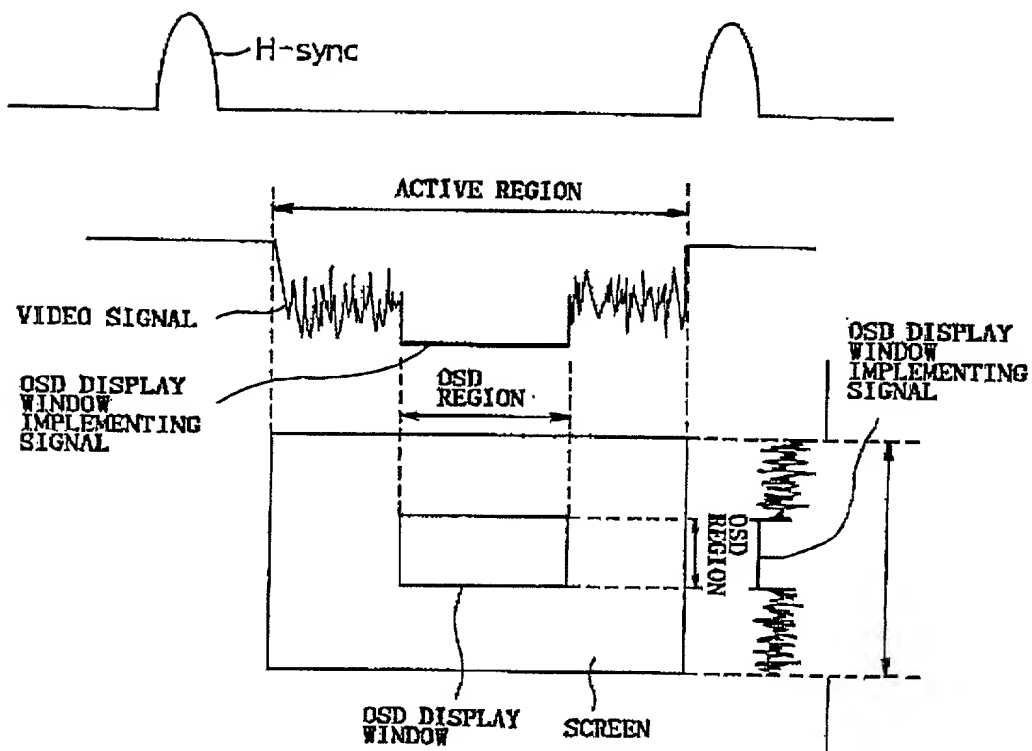 H-sync
ACTIVE REGION
VIDEO SIGNAL
OSD DISPLAY
WINDOW
IMPLEMENTING
SIGNAL
OSD
REGION
OSD DISPLAY
WINDOW
IMPLEMENTING
SIGNAL
OSD
REGION
OSD DISPLAY
WINDOW
SCREEN